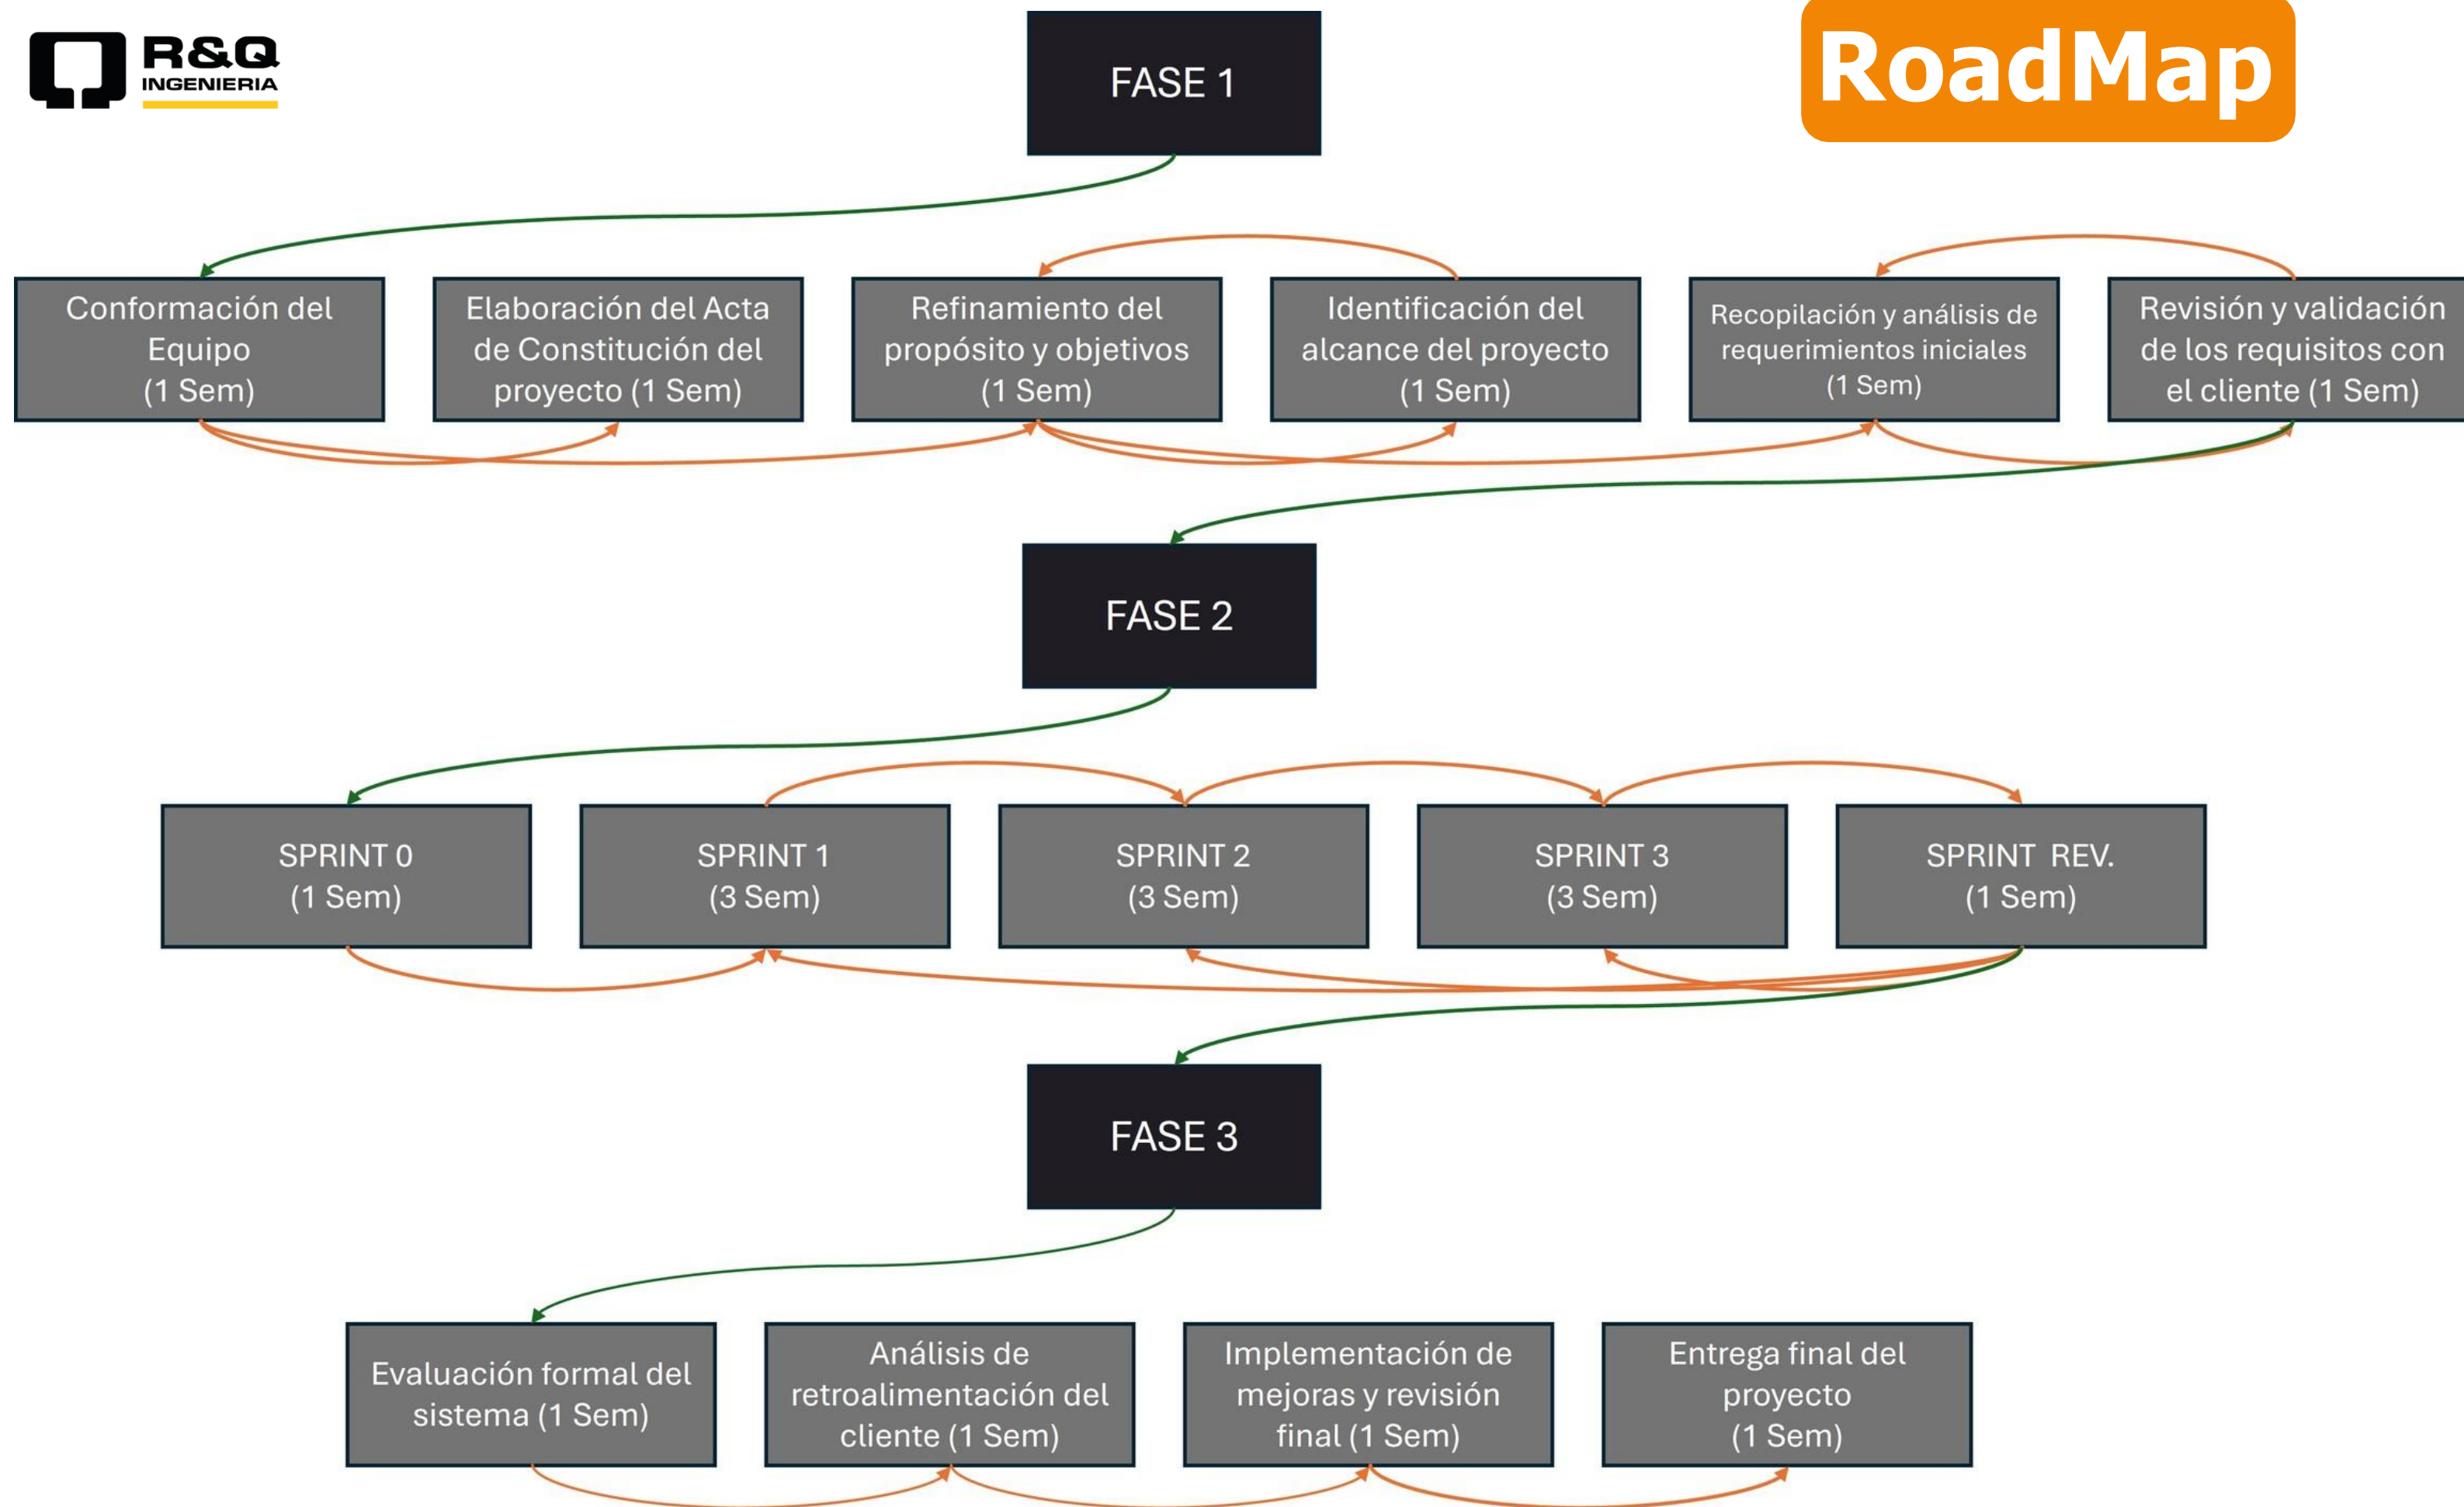 R&Q
INGENIERIA
RoadMap
FASE 1
Conformación del
Equipo
(1 Sem)
Elaboración del Acta
de Constitución del
proyecto (1 Sem)
Refinamiento del
propósito y objetivos
(1 Sem)
Identificación del
alcance del proyecto
(1 Sem)
Recopilación y análisis de
requerimientos iniciales
(1 Sem)
Revisión y validación
de los requisitos con
el cliente (1 Sem)
FASE 2
SPRINT 0
(1 Sem)
SPRINT 1
(3 Sem)
SPRINT 2
(3 Sem)
SPRINT 3
(3 Sem)
SPRINT REV.
(1 Sem)
FASE 3
Evaluación formal del
sistema (1 Sem)
Análisis de
retroalimentación del
cliente (1 Sem)
Implementación de
mejoras y revisión
final (1 Sem)
Entrega final del
proyecto
(1 Sem)